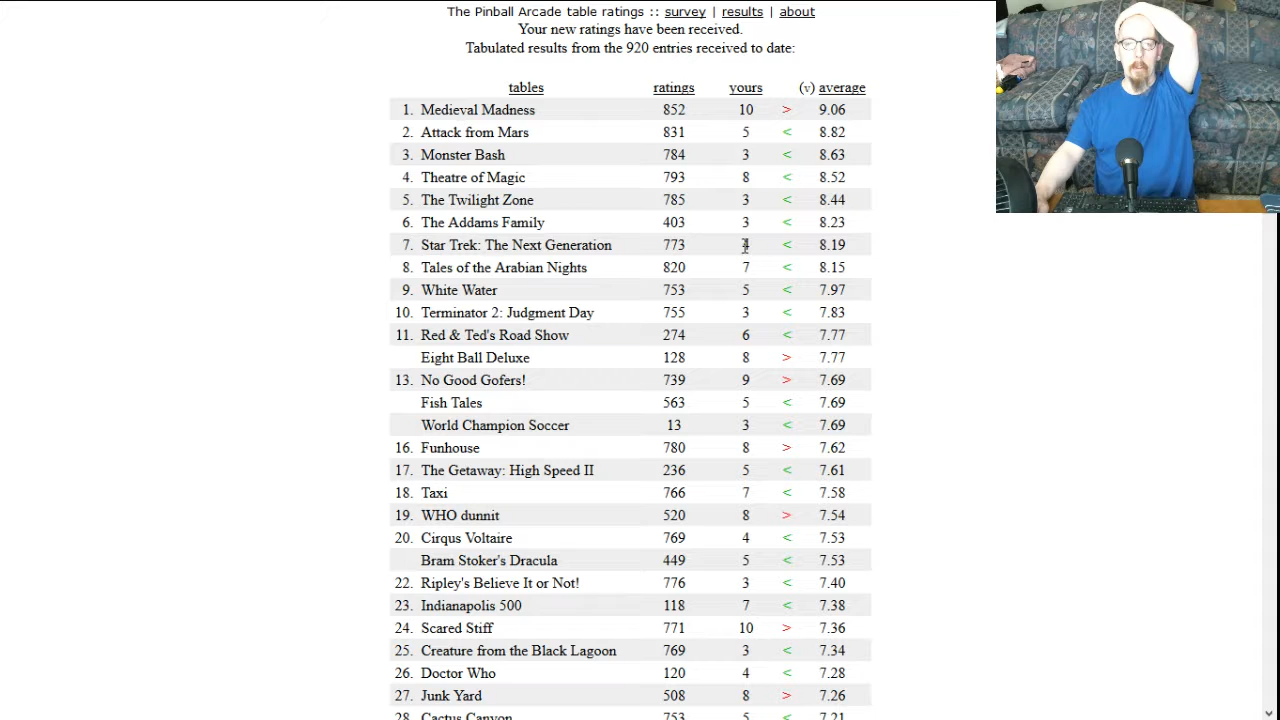 The Pinball Arcade table ratings :: survey | results | about
Your new ratings have been received.
Tabulated results from the 920 entries received to date:
tables ratings yours (v) average
1. Medieval Madness 852 10 > 9.06
2. Attack from Mars 831 5 < 8.82
3. Monster Bash 784 3 < 8.63
4. Theatre of Magic 793 8 < 8.52
5. The Twilight Zone 785 3 < 8.44
6. The Addams Family 403 3 < 8.23
7. Star Trek: The Next Generation 773 4 < 8.19
8. Tales of the Arabian Nights 820 7 < 8.15
9. White Water 753 5 < 7.97
10. Terminator 2: Judgment Day 755 3 < 7.83
11. Red & Ted's Road Show 274 6 < 7.77
Eight Ball Deluxe 128 8 > 7.77
13. No Good Gofers! 739 9 > 7.69
Fish Tales 563 5 < 7.69
World Champion Soccer 13 3 < 7.69
16. Funhouse 780 8 > 7.62
17. The Getaway: High Speed II 236 5 < 7.61
18. Taxi 766 7 < 7.58
19. WHO dunnit 520 8 > 7.54
20. Cirqus Voltaire 769 4 < 7.53
Bram Stoker's Dracula 449 5 < 7.53
22. Ripley's Believe It or Not! 776 3 < 7.40
23. Indianapolis 500 118 7 < 7.38
24. Scared Stiff 771 10 > 7.36
25. Creature from the Black Lagoon 769 3 < 7.34
26. Doctor Who 120 4 < 7.28
27. Junk Yard 508 8 > 7.26
28. Cactus Canyon 753 5 < 7.21